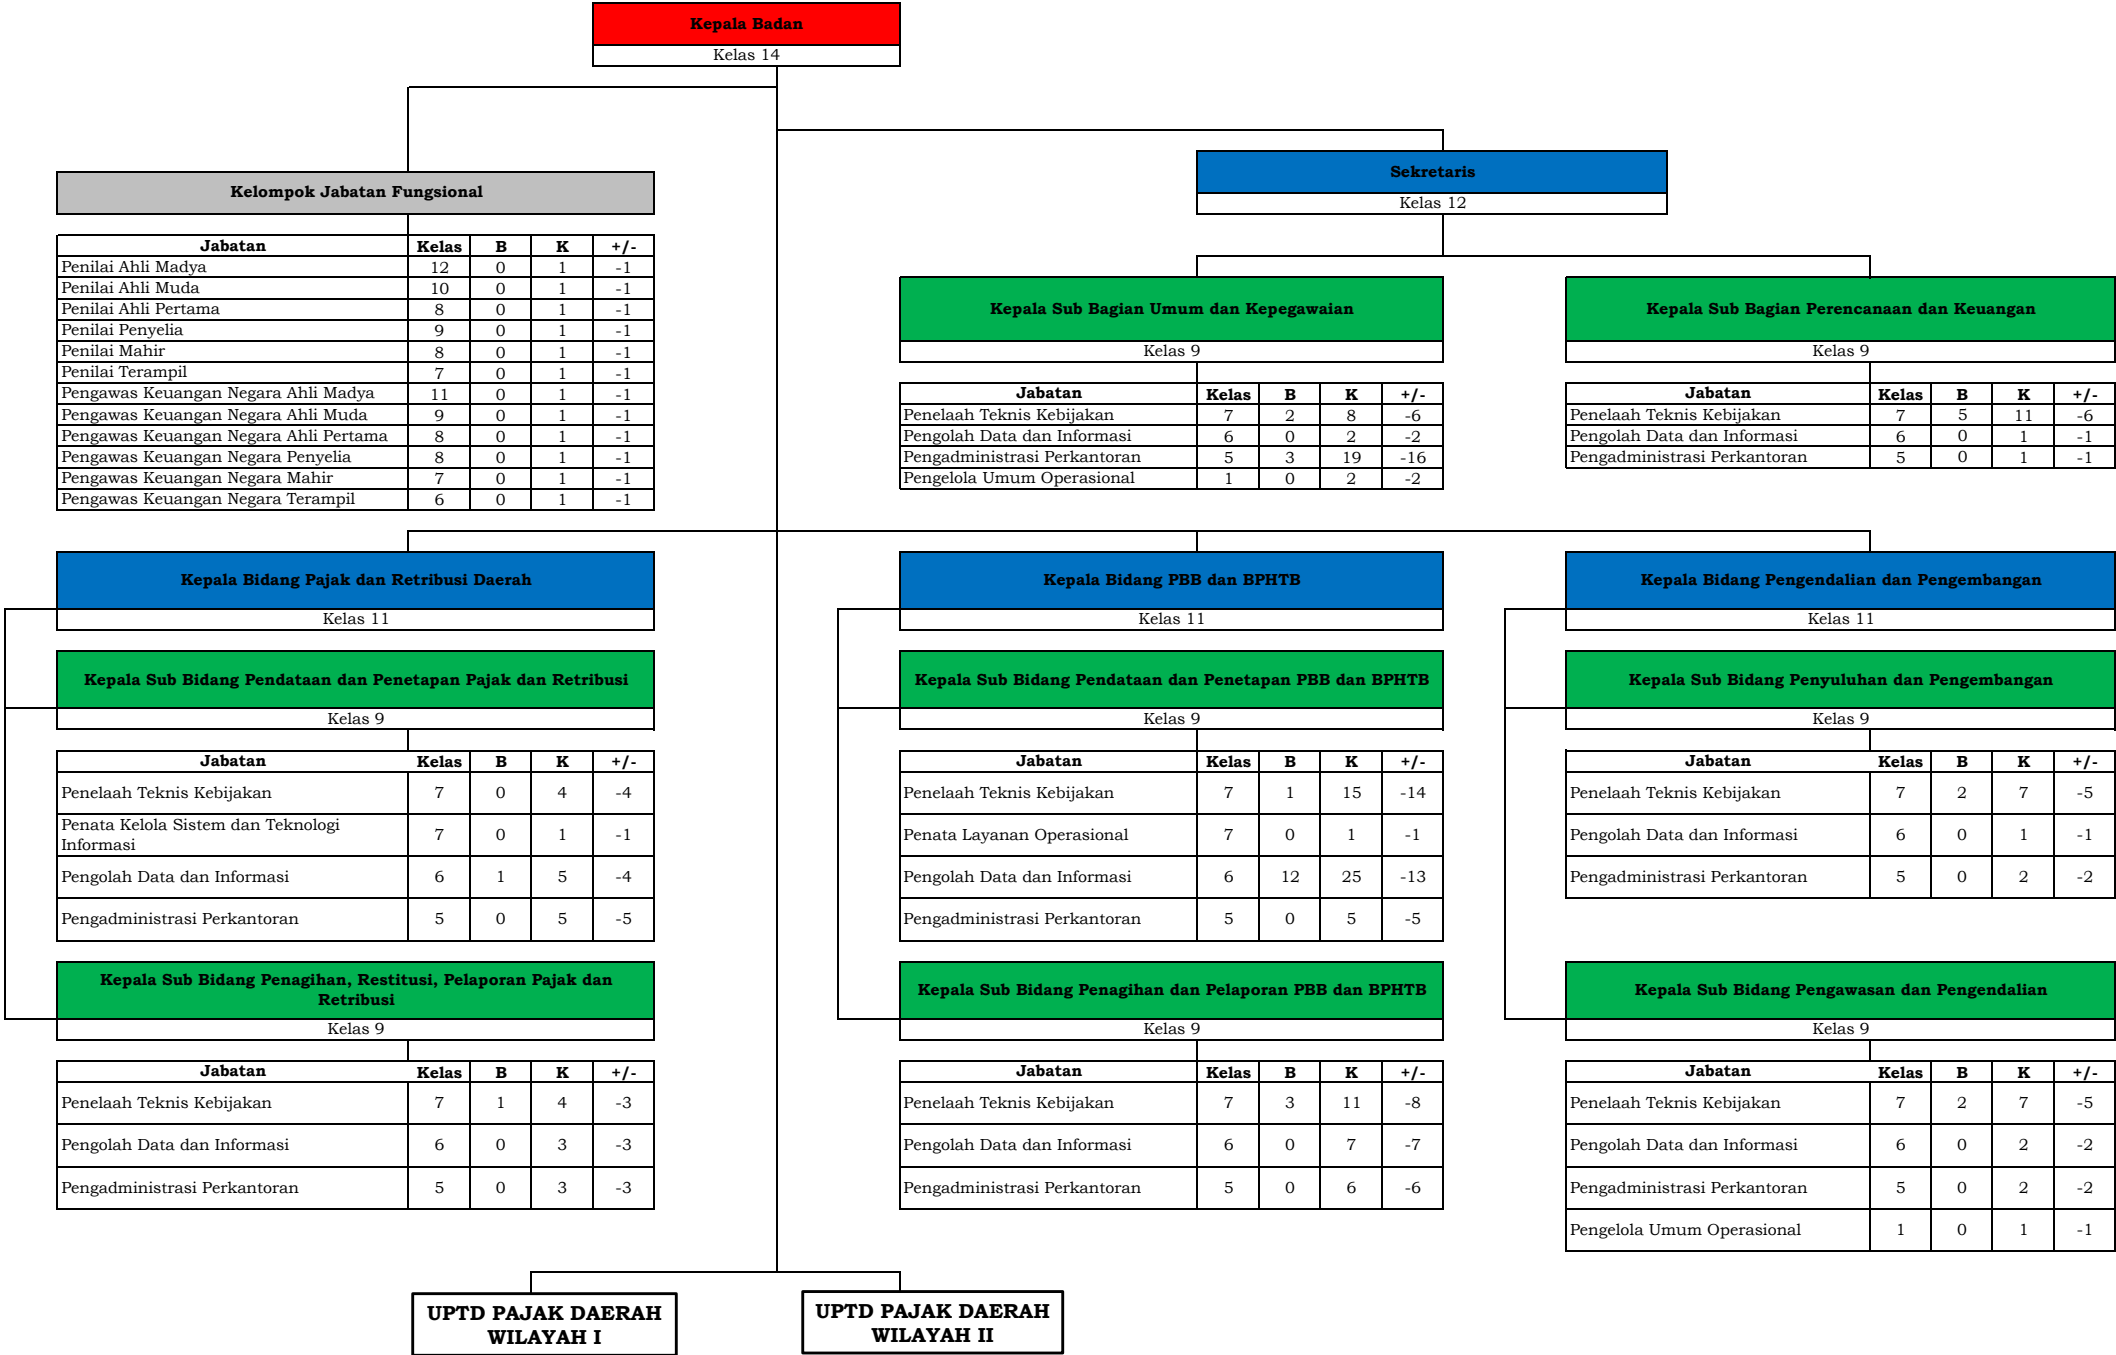 Kepala Badan
Kelas 14
Sekretaris
Kelas 12
Kelompok Jabatan Fungsional
Jabatan Kelas B K +/-
Penilai Ahli Madya 12 0 1 -1
Penilai Ahli Muda 10 0 1 -1
Penilai Ahli Pertama 8 0 1 -1
Penilai Penyelia 9 0 1 -1
Penilai Mahir 8 0 1 -1
Penilai Terampil 7 0 1 -1
Pengawas Keuangan Negara Ahli Madya 11 0 1 -1
Pengawas Keuangan Negara Ahli Muda 9 0 1 -1
Pengawas Keuangan Negara Ahli Pertama 8 0 1 -1
Pengawas Keuangan Negara Penyelia 8 0 1 -1
Pengawas Keuangan Negara Mahir 7 0 1 -1
Pengawas Keuangan Negara Terampil 6 0 1 -1
Kepala Sub Bagian Umum dan Kepegawaian
Kelas 9
Jabatan Kelas B K +/-
Penelaah Teknis Kebijakan 7 2 8 -6
Pengolah Data dan Informasi 6 0 2 -2
Pengadministrasi Perkantoran 5 3 19 -16
Pengelola Umum Operasional 1 0 2 -2
Kepala Sub Bagian Perencanaan dan Keuangan
Kelas 9
Jabatan Kelas B K +/-
Penelaah Teknis Kebijakan 7 5 11 -6
Pengolah Data dan Informasi 6 0 1 -1
Pengadministrasi Perkantoran 5 0 1 -1
Kepala Bidang Pajak dan Retribusi Daerah
Kelas 11
Kepala Sub Bidang Pendataan dan Penetapan Pajak dan Retribusi
Kelas 9
Jabatan Kelas B K +/-
Penelaah Teknis Kebijakan 7 0 4 -4
Penata Kelola Sistem dan Teknologi
Informasi 7 0 1 -1
Pengolah Data dan Informasi 6 1 5 -4
Pengadministrasi Perkantoran 5 0 5 -5
Kepala Sub Bidang Penagihan, Restitusi, Pelaporan Pajak dan
Retribusi
Kelas 9
Jabatan Kelas B K +/-
Penelaah Teknis Kebijakan 7 1 4 -3
Pengolah Data dan Informasi 6 0 3 -3
Pengadministrasi Perkantoran 5 0 3 -3
Kepala Bidang PBB dan BPHTB
Kelas 11
Kepala Sub Bidang Pendataan dan Penetapan PBB dan BPHTB
Kelas 9
Jabatan Kelas B K +/-
Penelaah Teknis Kebijakan 7 1 15 -14
Penata Layanan Operasional 7 0 1 -1
Pengolah Data dan Informasi 6 12 25 -13
Pengadministrasi Perkantoran 5 0 5 -5
Kepala Sub Bidang Penagihan dan Pelaporan PBB dan BPHTB
Kelas 9
Jabatan Kelas B K +/-
Penelaah Teknis Kebijakan 7 3 11 -8
Pengolah Data dan Informasi 6 0 7 -7
Pengadministrasi Perkantoran 5 0 6 -6
Kepala Bidang Pengendalian dan Pengembangan
Kelas 11
Kepala Sub Bidang Penyuluhan dan Pengembangan
Kelas 9
Jabatan Kelas B K +/-
Penelaah Teknis Kebijakan 7 2 7 -5
Pengolah Data dan Informasi 6 0 1 -1
Pengadministrasi Perkantoran 5 0 2 -2
Kepala Sub Bidang Pengawasan dan Pengendalian
Kelas 9
Jabatan Kelas B K +/-
Penelaah Teknis Kebijakan 7 2 7 -5
Pengolah Data dan Informasi 6 0 2 -2
Pengadministrasi Perkantoran 5 0 2 -2
Pengelola Umum Operasional 1 0 1 -1
UPTD PAJAK DAERAH
WILAYAH I
UPTD PAJAK DAERAH
WILAYAH II